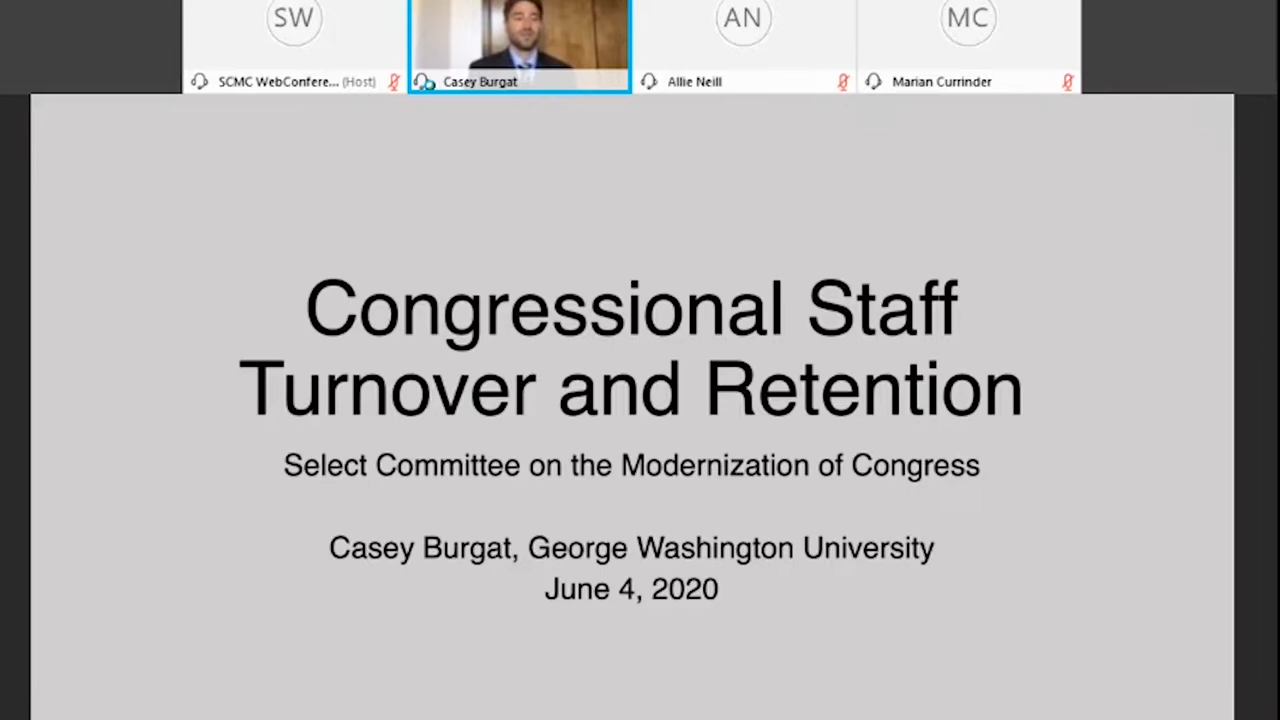 SW
AN
MC
SCMC WebConfere... (Host)
Casey Burgat
Allie Neill
Marian Currinder
Congressional Staff
Turnover and Retention
Select Committee on the Modernization of Congress
Casey Burgat, George Washington University
June 4, 2020